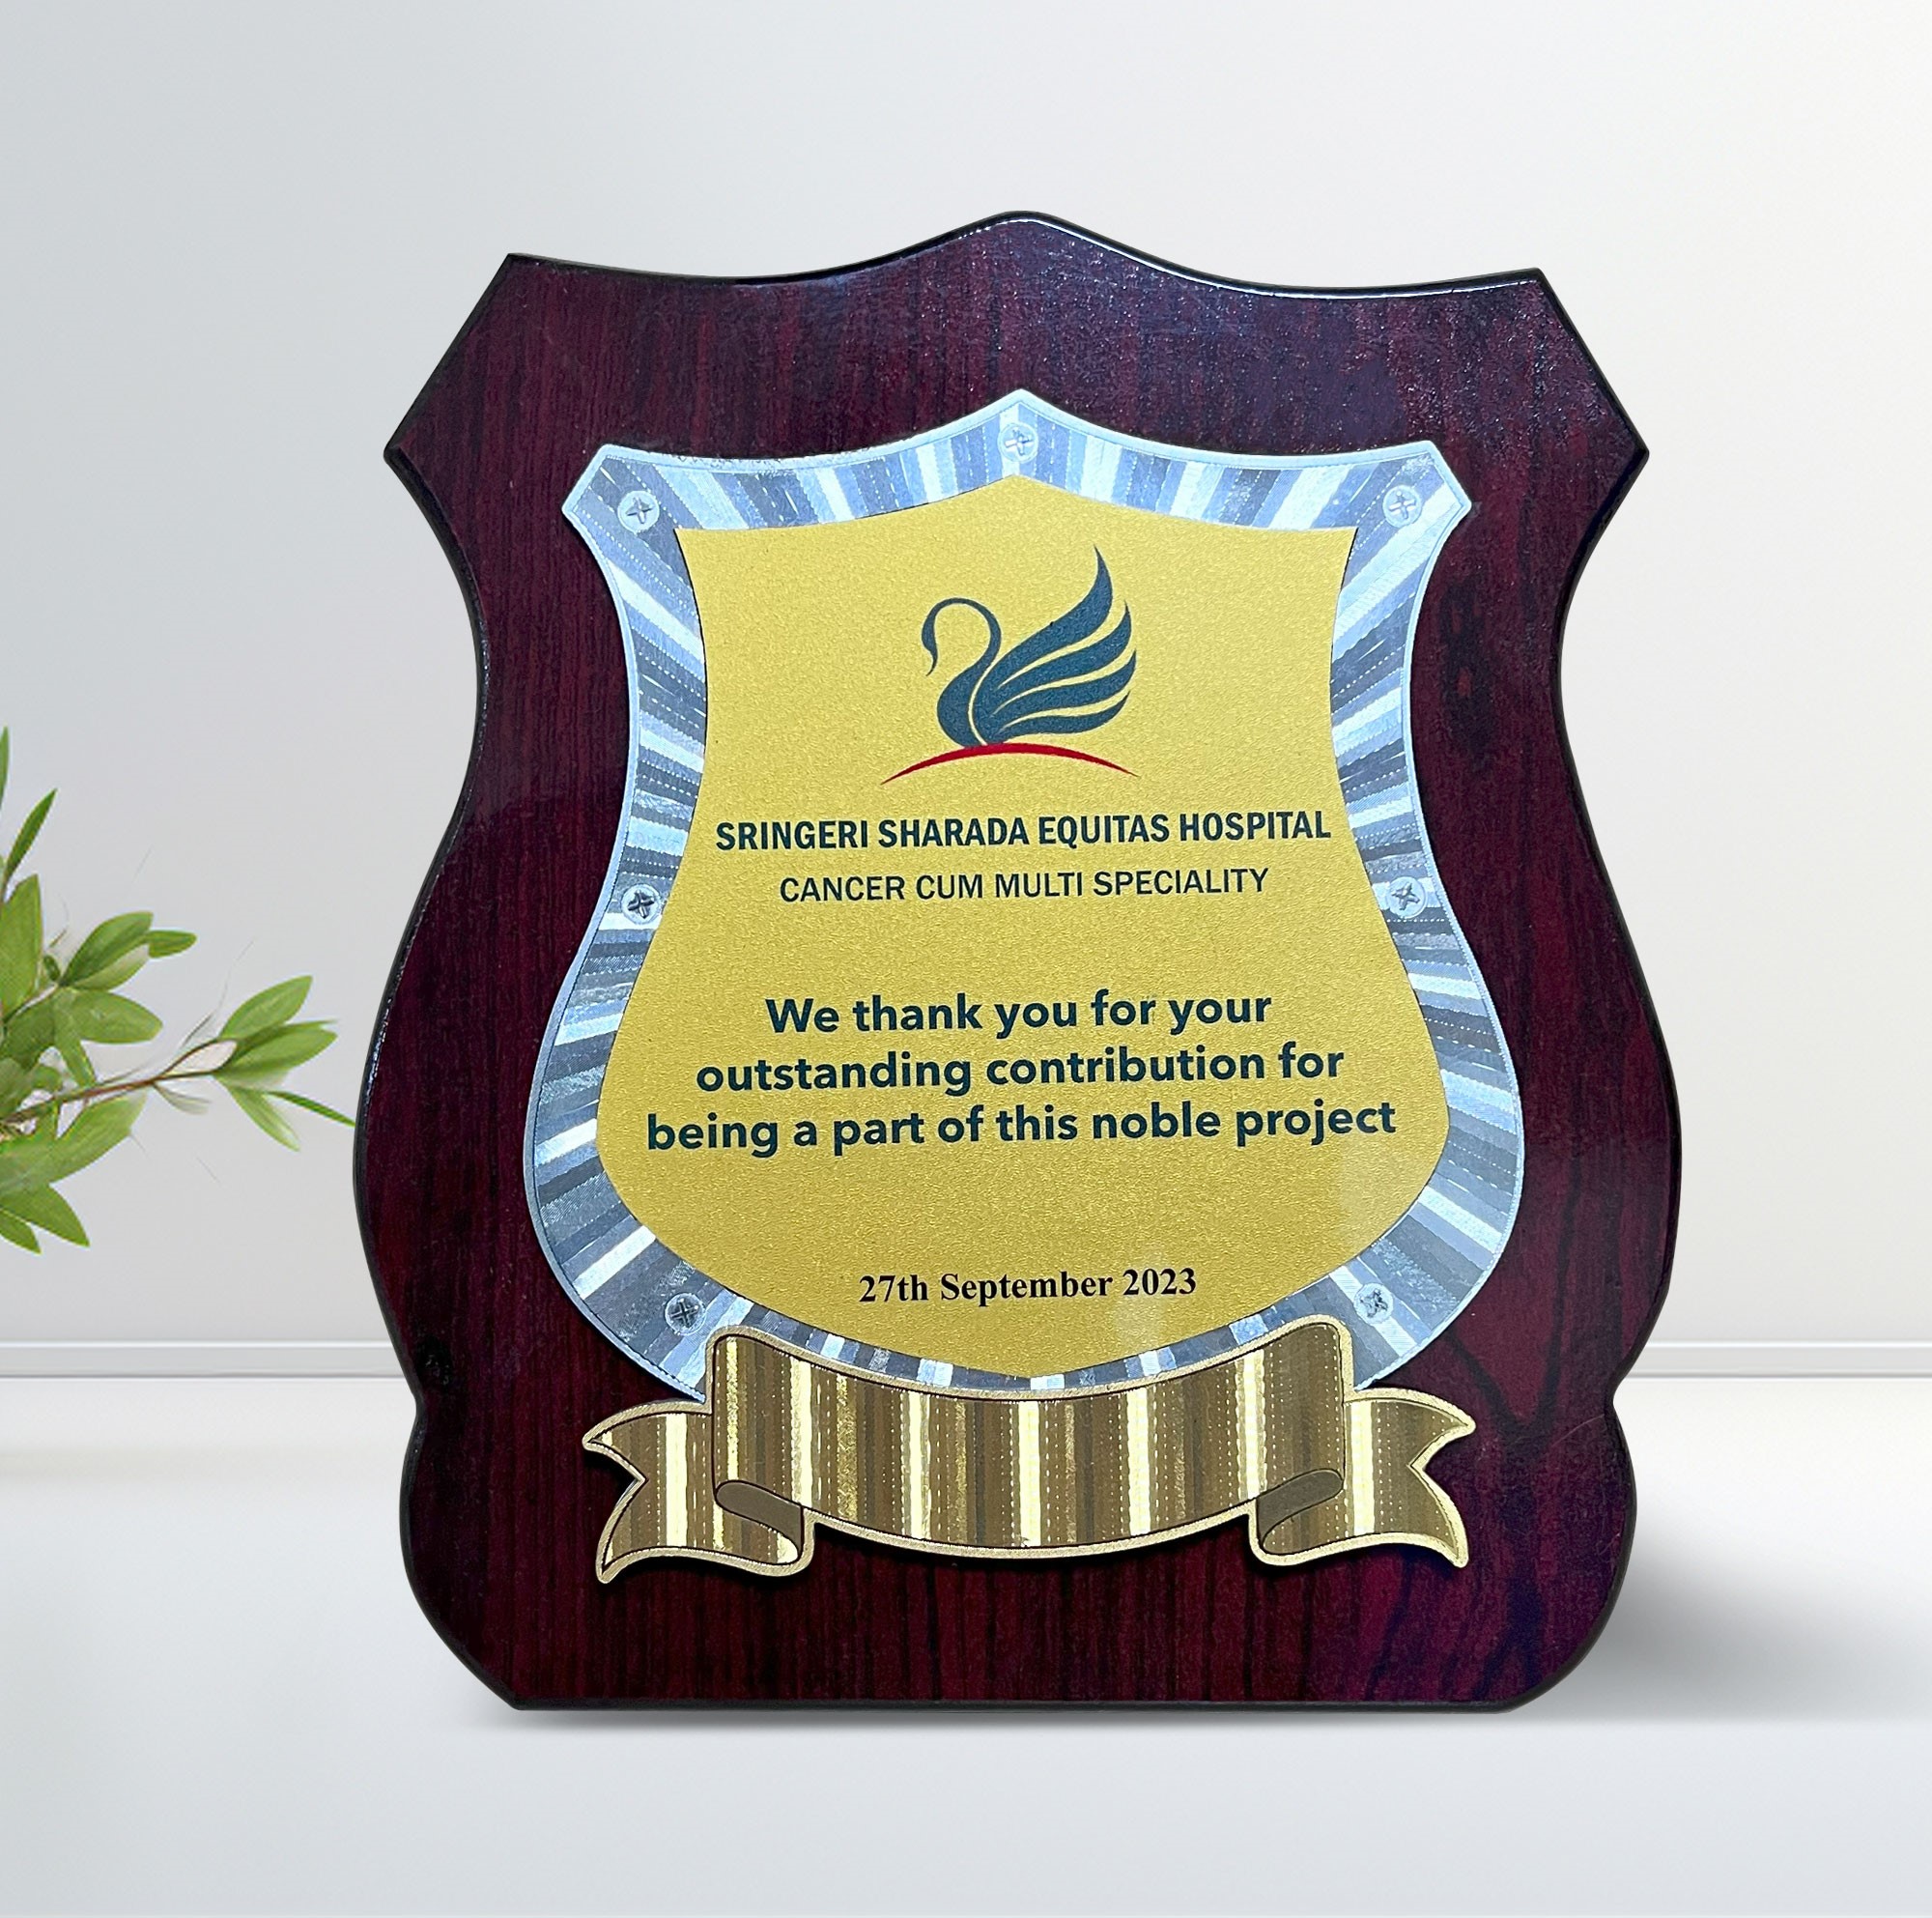 SRINGERI SHARADA EQUITAS HOSPITAL
CANCER CUM MULTI SPECIALITY
We thank you for your
outstanding contribution for
being a part of this noble project
27th September 2023